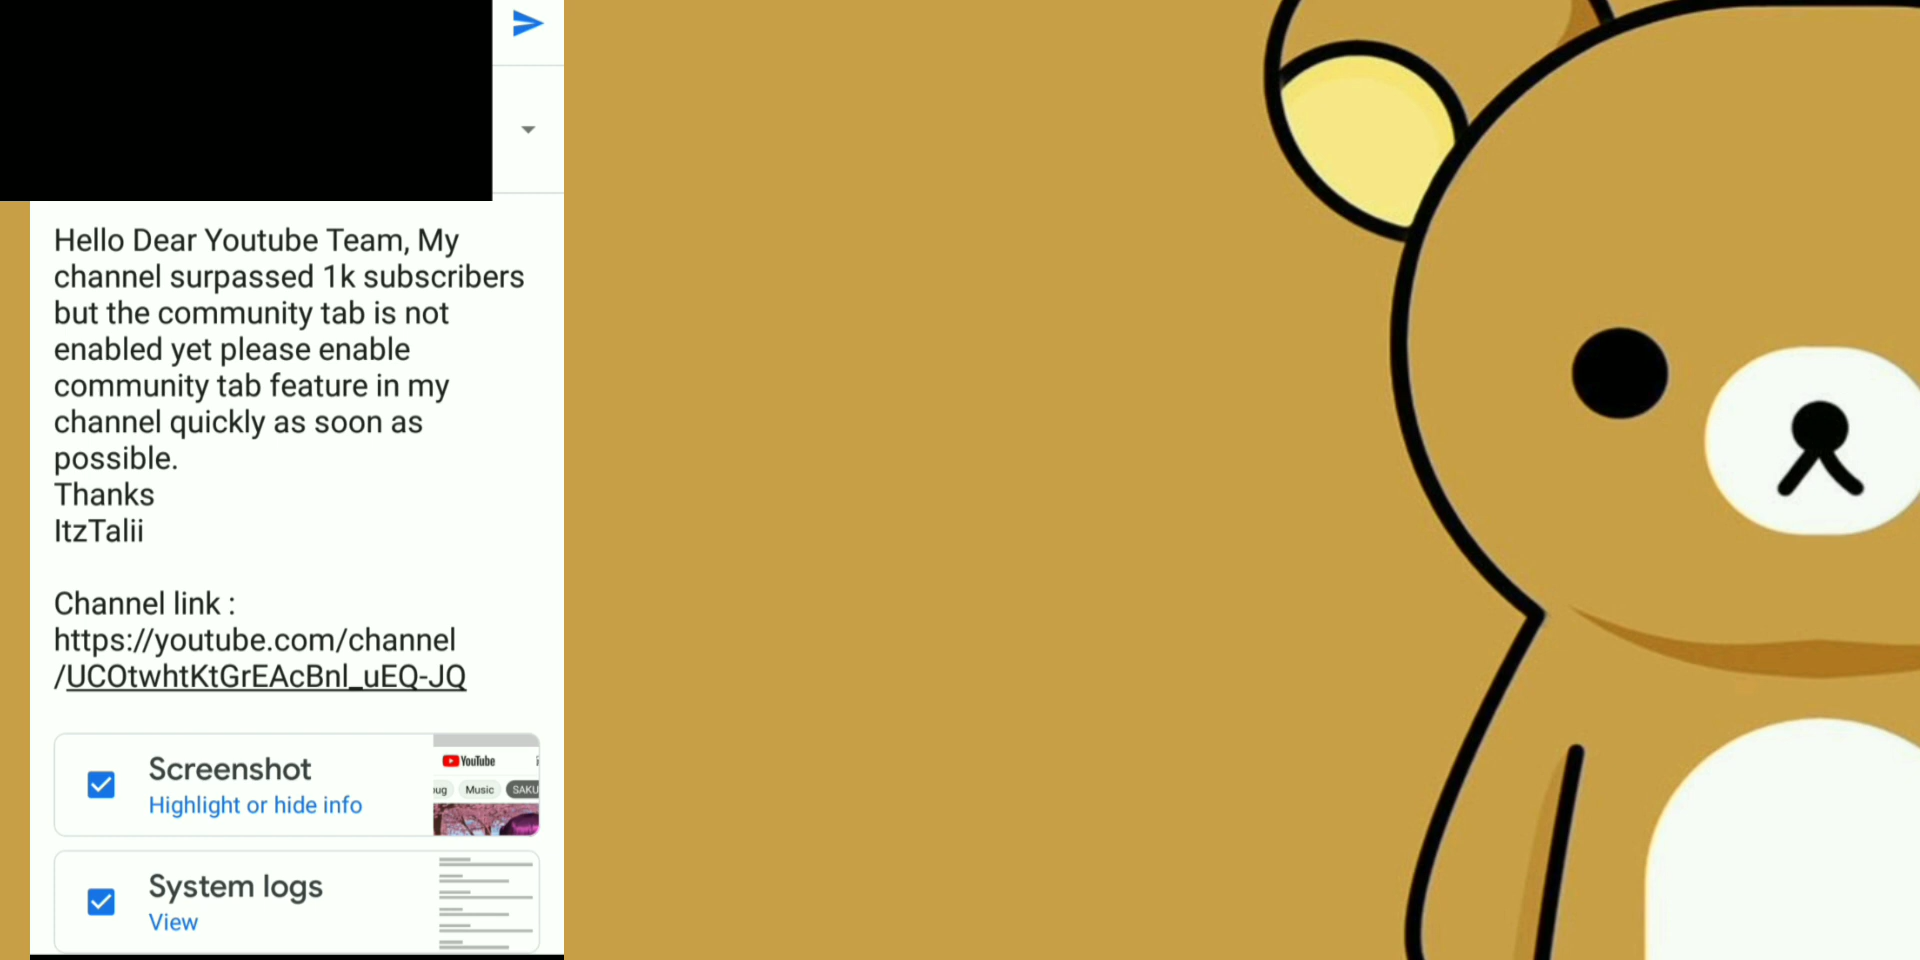 Hello Dear Youtube Team, My
channel surpassed 1k subscribers
but the community tab is not
enabled yet please enable
community tab feature in my
channel quickly as soon as
possible.
Thanks
ItzTalii
Channel link :
https://youtube.com/channel
/UCOtwhtKtGrEAcBnl_uEQ-JQ
Screenshot
Highlight or hide info
YouTube
ug Music SAKU
System logs
View